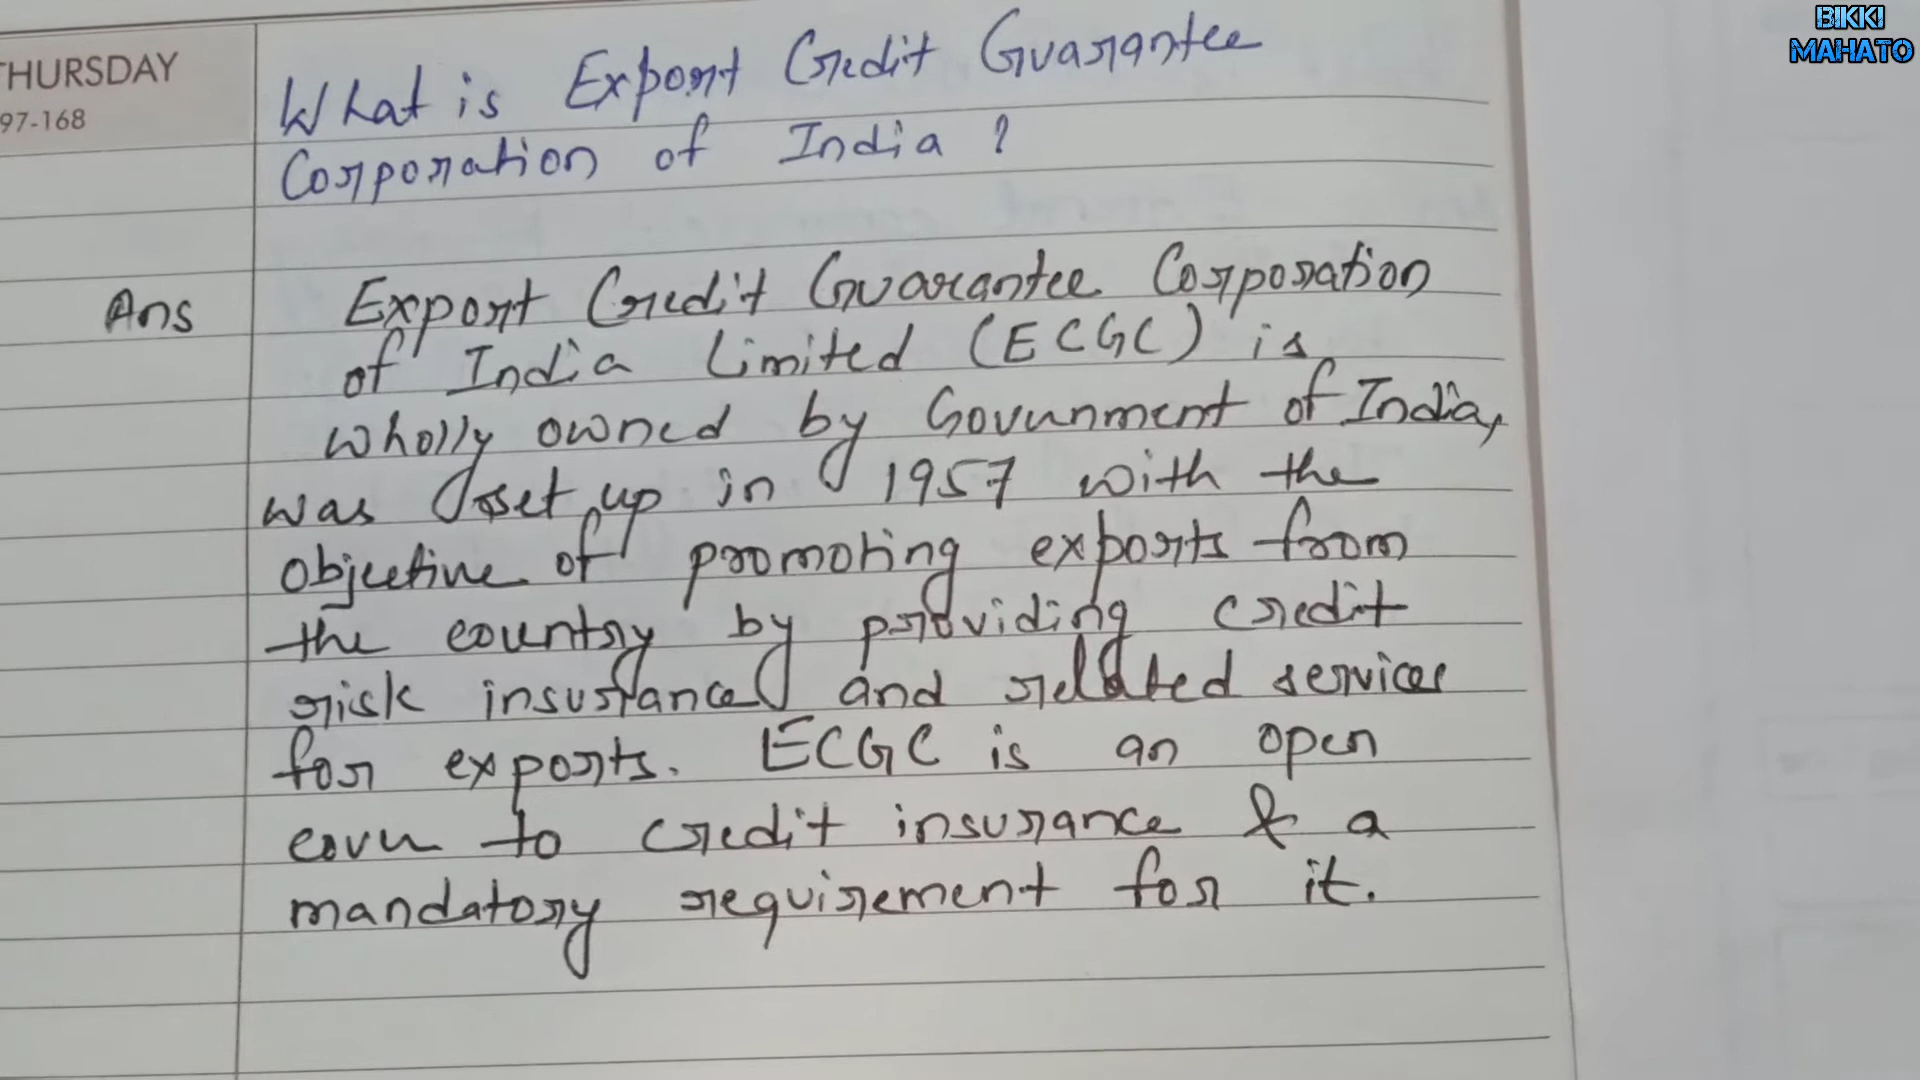 BIKKI
MAHATO
THURSDAY
97-168
What is Export Credit Guarantee
Corporation of India ?
Ans Export Credit Guarantee Corporation
of India Limited (ECGC) is
wholly owned by Government of India,
was set up in 1957 with the
objective of promoting exports from
the country by providing credit
risk insurance and related services
for exports. ECGC is an open
cover to credit insurance & a
mandatory requirement for it.